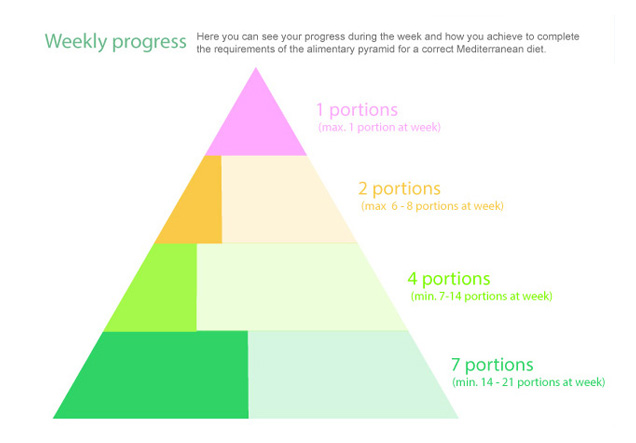 Weekly progress
Here you can see your progress during the week and how you achieve to complete
the requirements of the alimentary pyramid for a correct Mediterranean diet.
1 portions
(max. 1 portion at week)
2 portions
(max 6 - 8 portions at week)
4 portions
(min. 7-14 portions at week)
7 portions
(min. 14 - 21 portions at week)